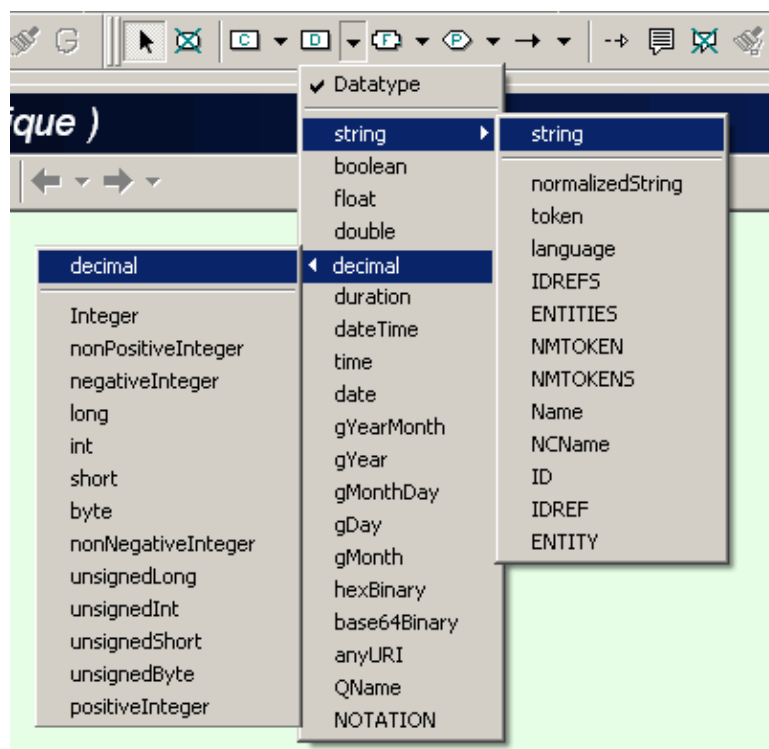 G C D F P
ique )
Datatype
string
boolean
float
double
decimal
duration
dateTime
time
date
gYearMonth
gYear
gMonthDay
gDay
gMonth
hexBinary
base64Binary
anyURI
QName
NOTATION
string
normalizedString
token
language
IDREFS
ENTITIES
NMTOKEN
NMTOKENS
Name
NCName
ID
IDREF
ENTITY
decimal
Integer
nonPositiveInteger
negativeInteger
long
int
short
byte
nonNegativeInteger
unsignedLong
unsignedInt
unsignedShort
unsignedByte
positiveInteger